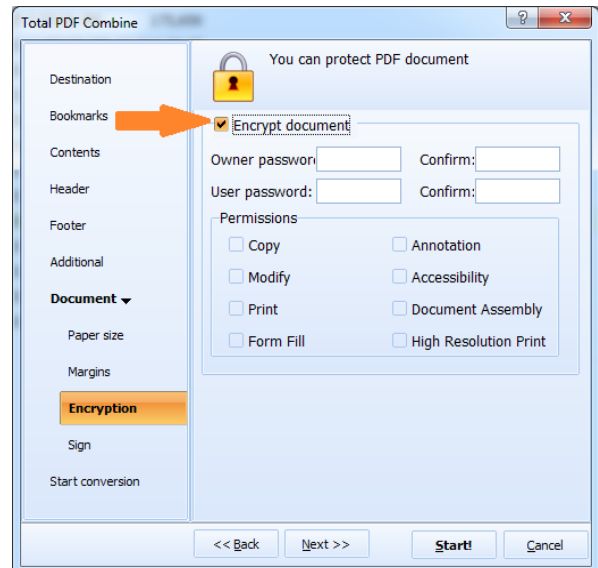 Total PDF Combine
?
X
Destination
Bookmarks
Contents
Header
Footer
Additional
Document
Paper size
Margins
Encryption
Sign
Start conversion
You can protect PDF document
Encrypt document
Owner passwor
Confirm:
User password:
Confirm:
Permissions
Copy
Annotation
Modify
Accessibility
Print
Document Assembly
Form Fill
High Resolution Print
<< Back
Next >>
Start!
Cancel